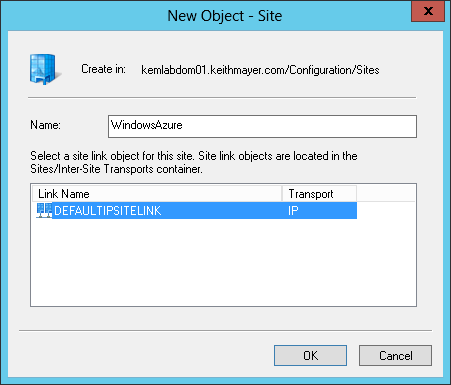 New Object - Site
x
Create in: kemlabdom01.keithmayer.com/Configuration/Sites
Name: WindowsAzure
Select a site link object for this site. Site link objects are located in the
Sites/Inter-Site Transports container.
Link Name Transport
DEFAULTIPSITELINK IP
OK Cancel